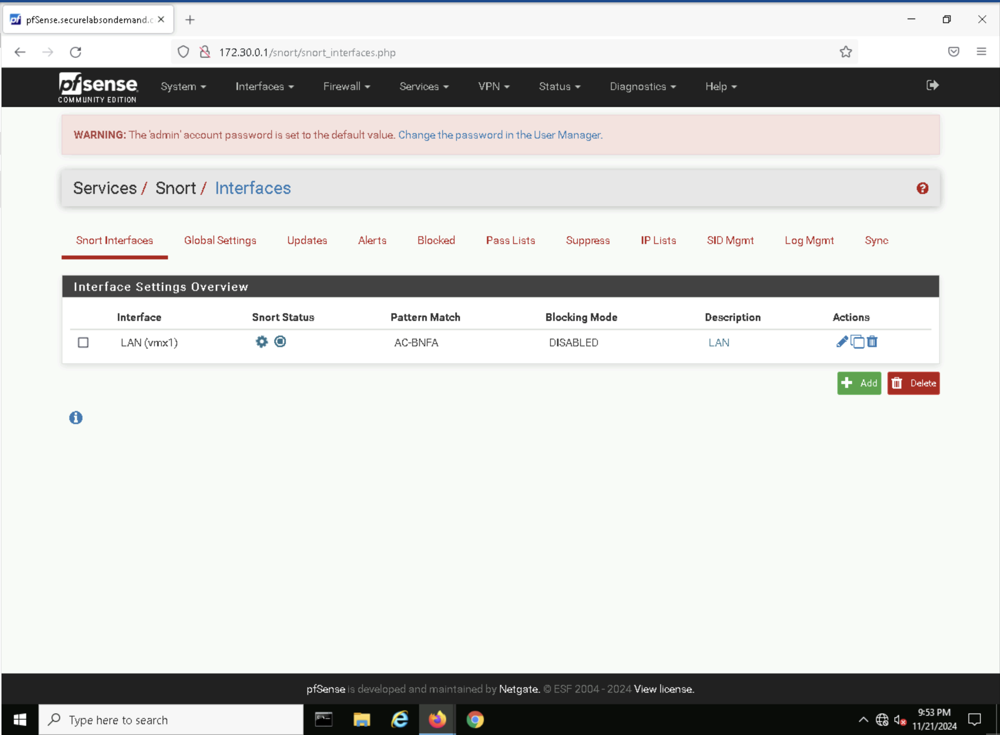 pfSense.securelabsondemand.c
172.30.0.1/snort/snort_interfaces.php
pfsense
COMMUNITY EDITION
System Interfaces Firewall Services VPN Status Diagnostics Help
WARNING: The 'admin' account password is set to the default value. Change the password in the User Manager.
Services / Snort / Interfaces
Snort Interfaces Global Settings Updates Alerts Blocked Pass Lists Suppress IP Lists SID Mgmt Log Mgmt Sync
Interface Settings Overview
Interface Snort Status Pattern Match Blocking Mode Description Actions
LAN (vmx1) AC-BNFA DISABLED LAN
Add Delete
pfSense is developed and maintained by Netgate. © ESF 2004 - 2024 View license.
Type here to search
9:53 PM
11/21/2024